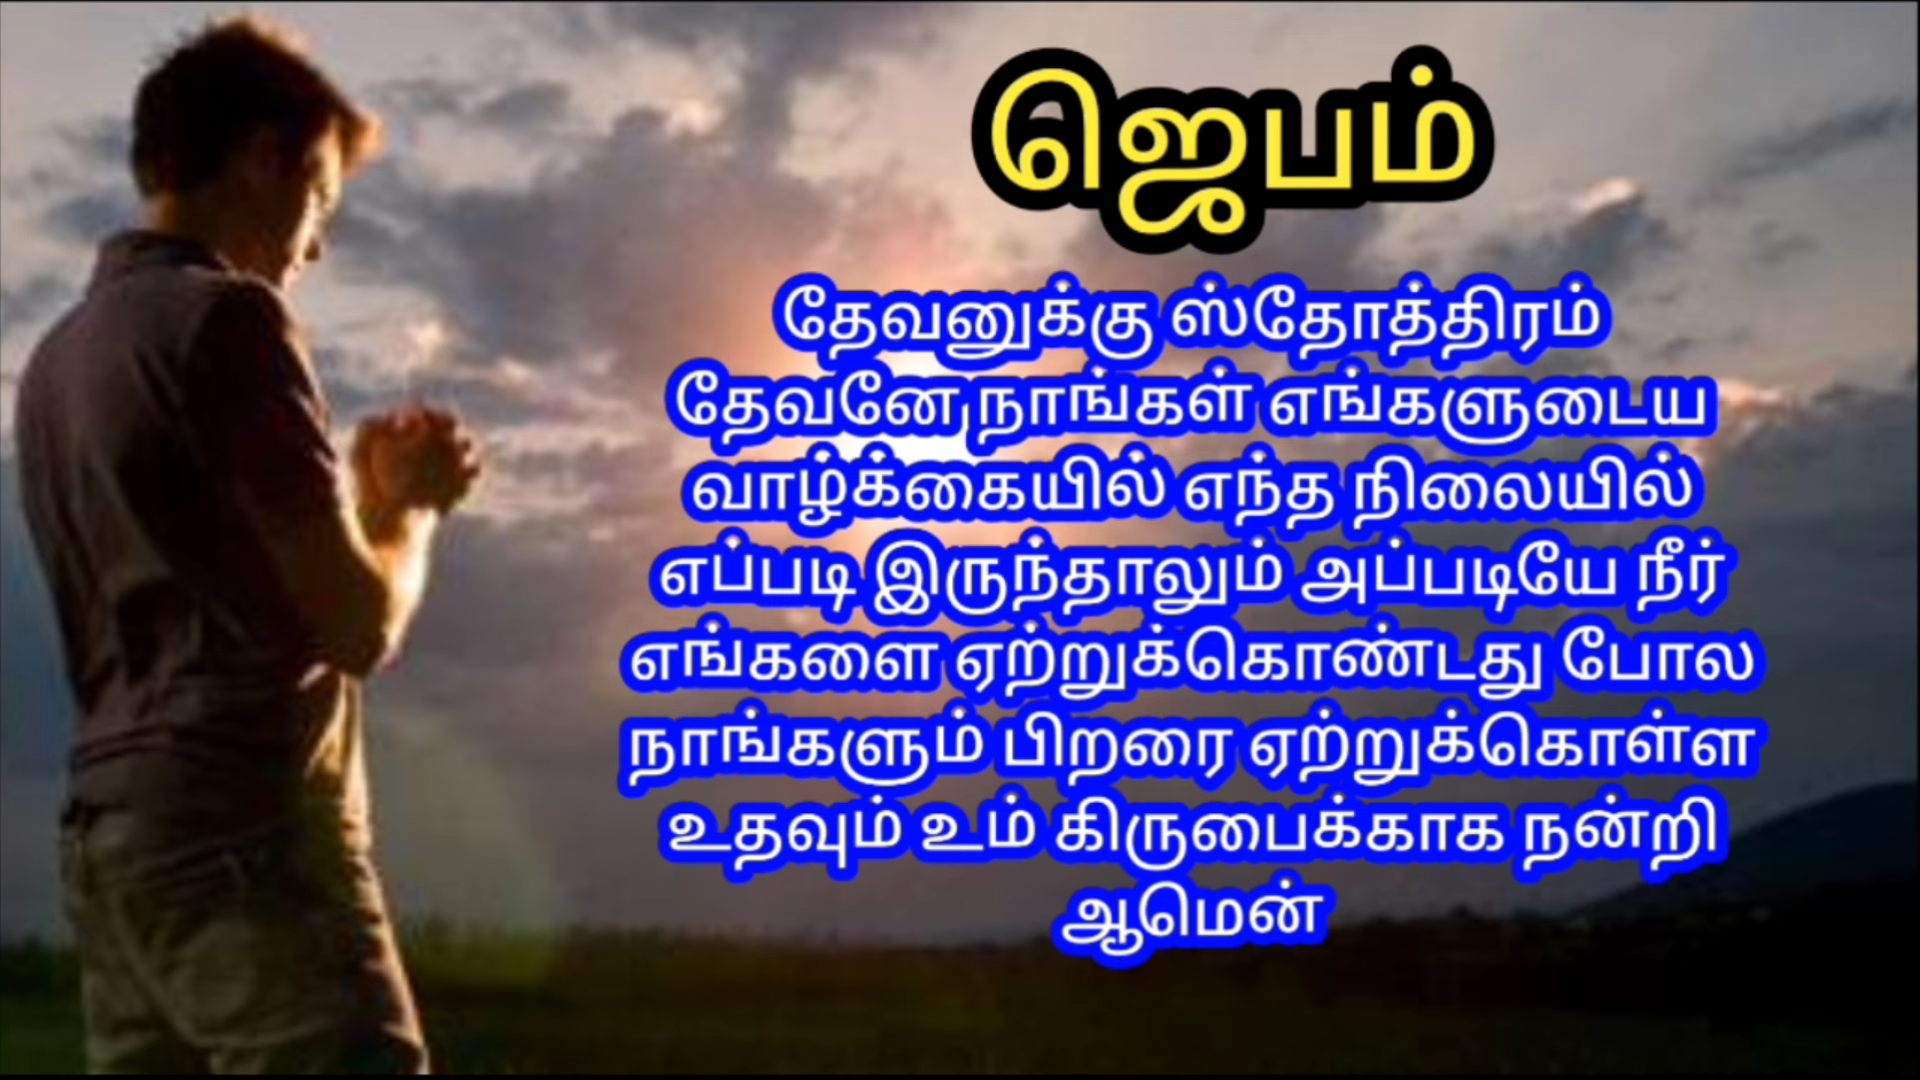 ஜெபம்
தேவனுக்கு ஸ்தோத்திரம்
தேவனே நாங்கள் எங்களுடைய
வாழ்க்கையில் எந்த நிலையில்
எப்படி இருந்தாலும் அப்படியே நீர்
எங்களை ஏற்றுக்கொண்டது போல
நாங்களும் பிறரை ஏற்றுக்கொள்ள
உதவும் உம் கிருபைக்காக நன்றி
ஆமென்